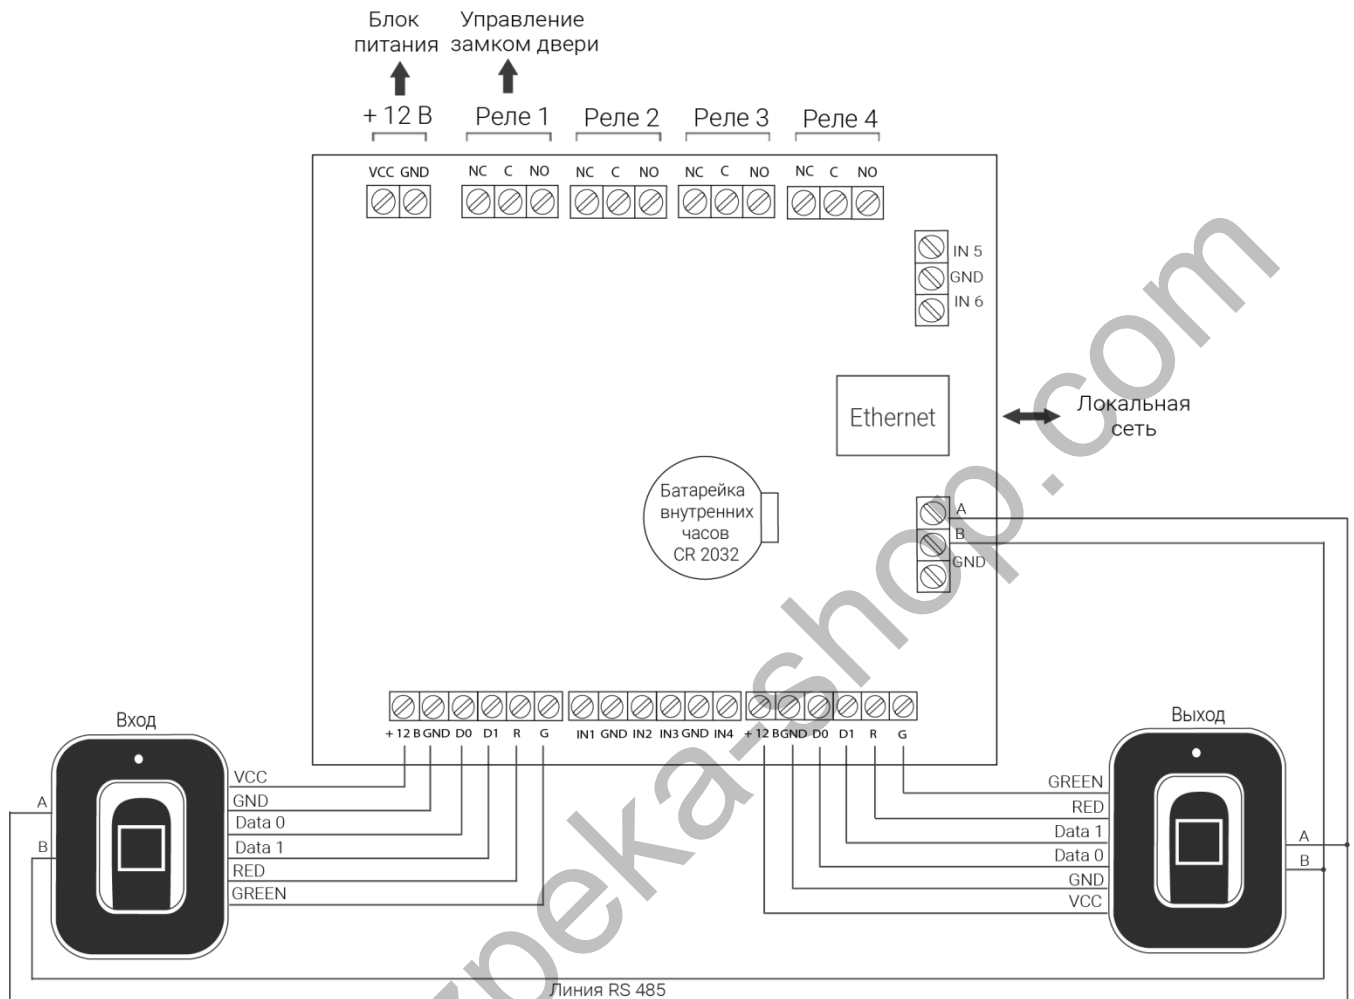 Блок
питания
Управление
замком двери
+ 12 В
Реле 1
Реле 2
Реле 3
Реле 4
VCC GND
NC C NO
NC C NO
NC C NO
NC C NO
IN 5
GND
IN 6
Ethernet
Локальная
сеть
Батарейка
внутренних
часов
CR 2032
A
B
GND
+ 12 В GND D0 D1 R G
IN1 GND IN2 IN3 GND IN4
+ 12 В GND D0 D1 R G
Вход
A
B
VCC
GND
Data 0
Data 1
RED
GREEN
Выход
GREEN
RED
Data 1
Data 0
GND
VCC
A
B
Линия RS 485
zpeka-shop.com